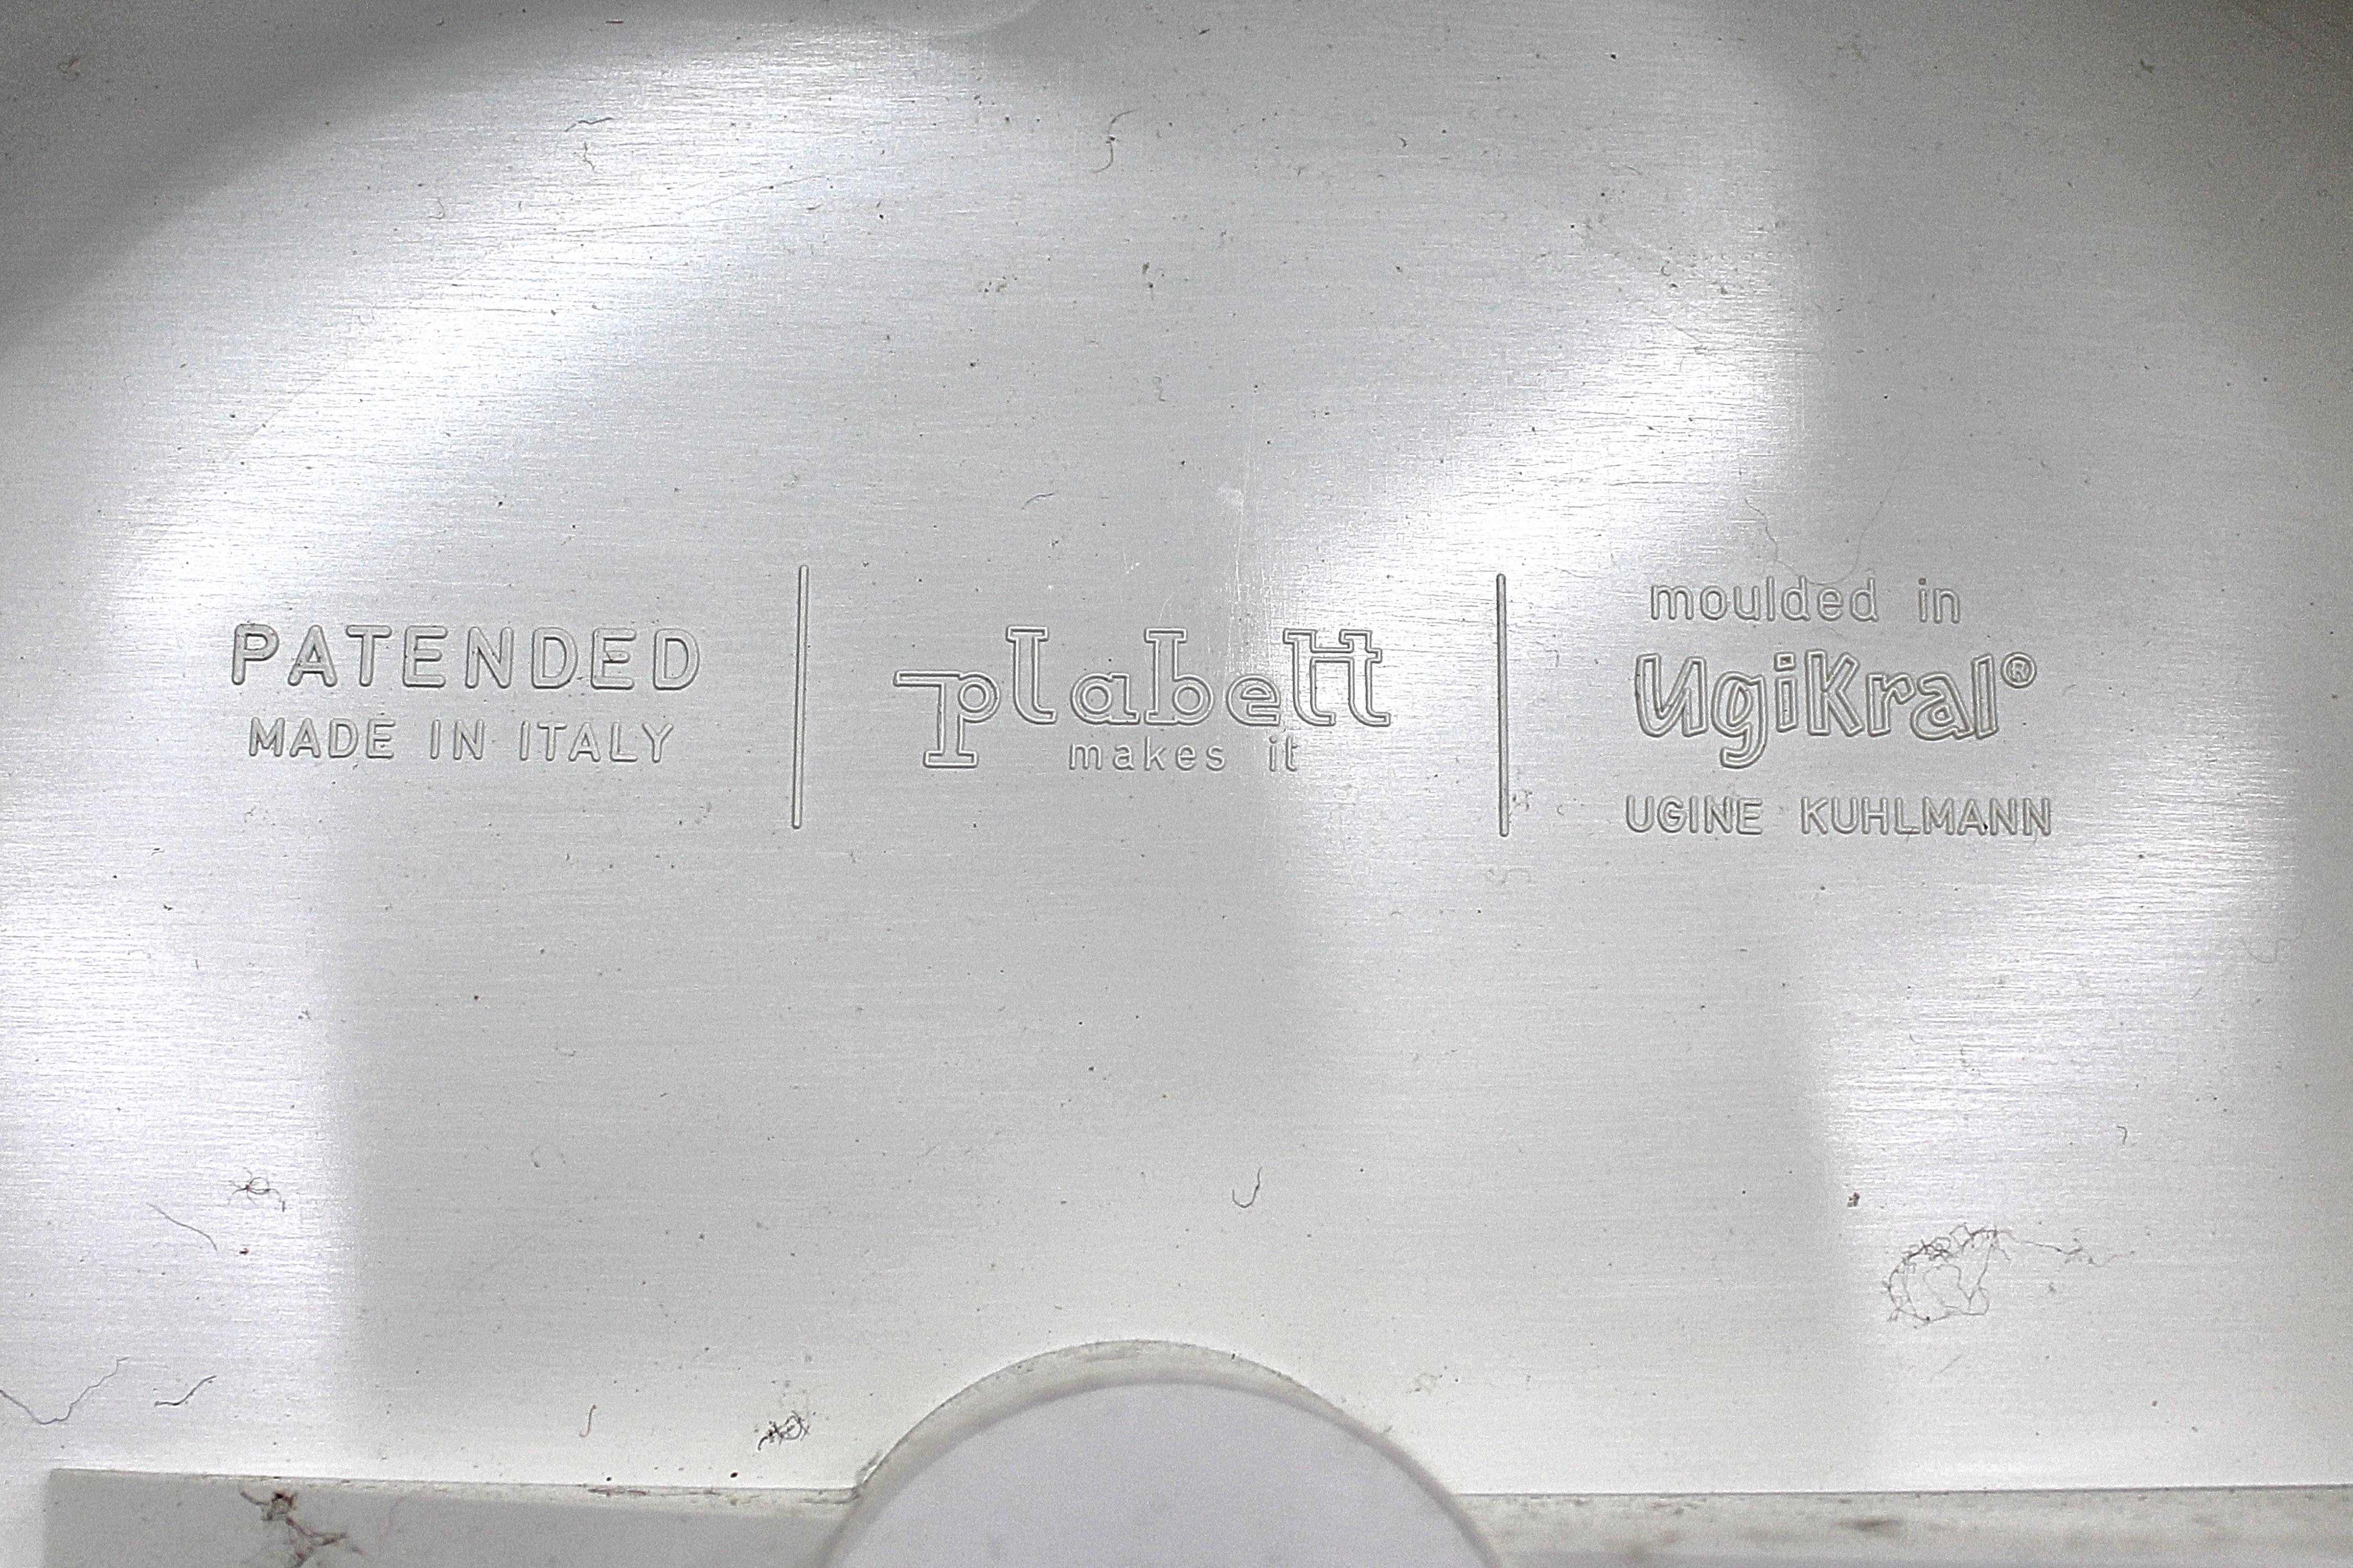 PATENDED
MADE IN ITALY
plabett
makes it
moulded in
UgiKral®
UGINE KUHLMANN